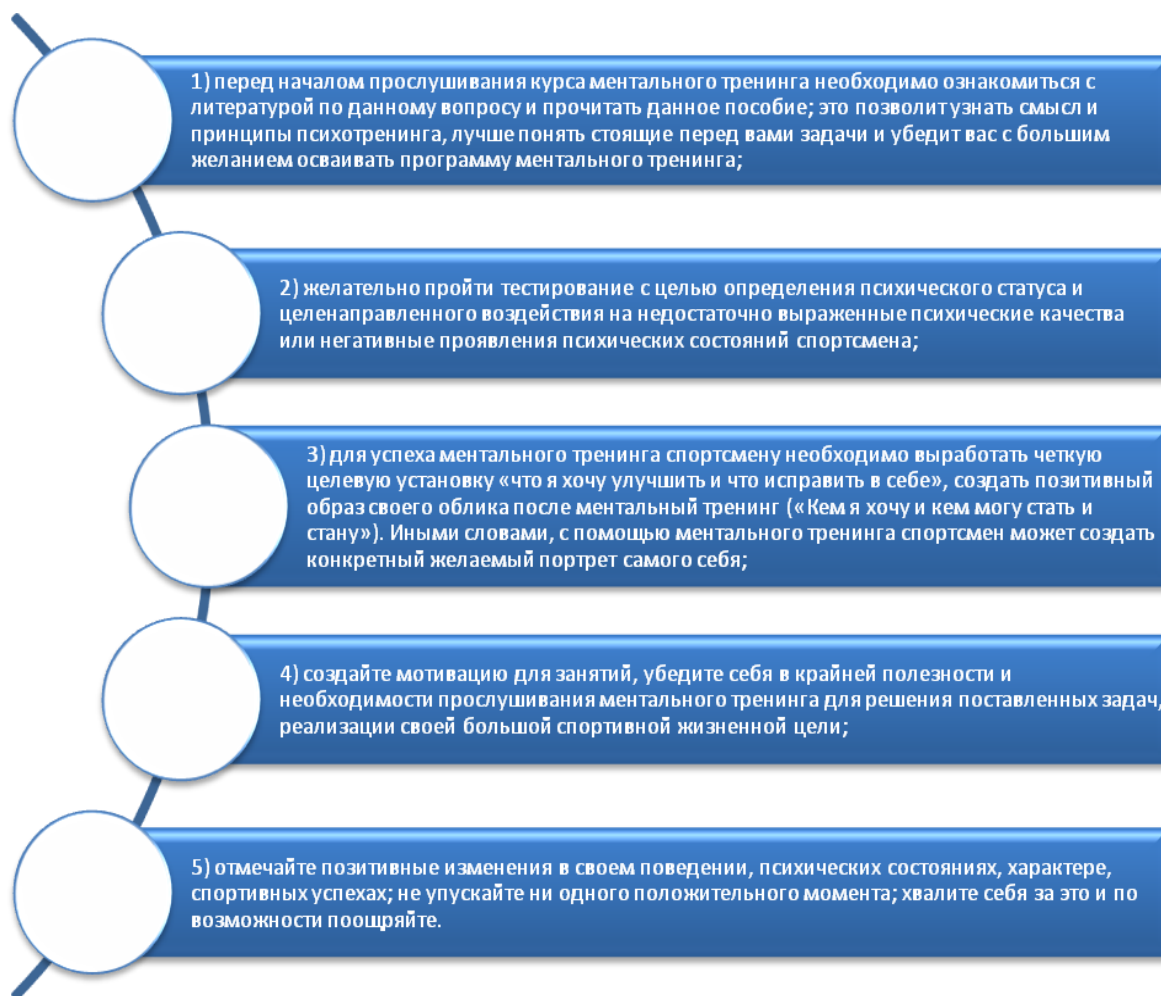 1) перед началом прослушивания курса ментального тренинга необходимо ознакомиться с
литературой по данному вопросу и прочитать данное пособие; это позволит узнать смысл и
принципы психотренинга, лучше понять стоящие перед вами задачи и убедит вас с большим
желанием осваивать программу ментального тренинга;
2) желательно пройти тестирование с целью определения психического статуса и
целенаправленного воздействия на недостаточно выраженные психические качества
или негативные проявления психических состояний спортсмена;
3) для успеха ментального тренинга спортсмену необходимо выработать четкую
целевую установку «что я хочу улучшить и что исправить в себе», создать позитивный
образ своего облика после ментальный тренинг («Кем я хочу и кем могу стать и
стану»). Иными словами, с помощью ментального тренинга спортсмен может создать
конкретный желаемый портрет самого себя;
4) создайте мотивацию для занятий, убедите себя в крайней полезности и
необходимости прослушивания ментального тренинга для решения поставленных задач,
реализации своей большой спортивной жизненной цели;
5) отмечайте позитивные изменения в своем поведении, психических состояниях, характере,
спортивных успехах; не упускайте ни одного положительного момента; хвалите себя за это и по
возможности поощряйте.